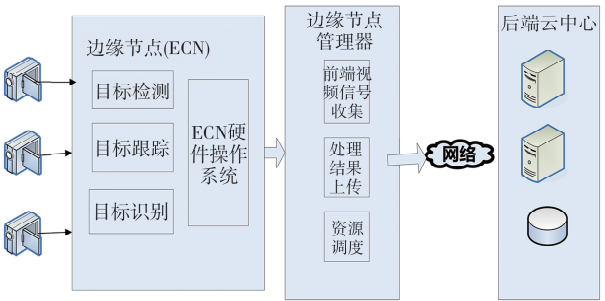 边缘节点(ECN)
目标检测
目标跟踪
目标识别
ECN硬
件操作
系统
边缘节点
管理器
前端视
频信号
收集
处理
结果
上传
资源
调度
网络
后端云中心